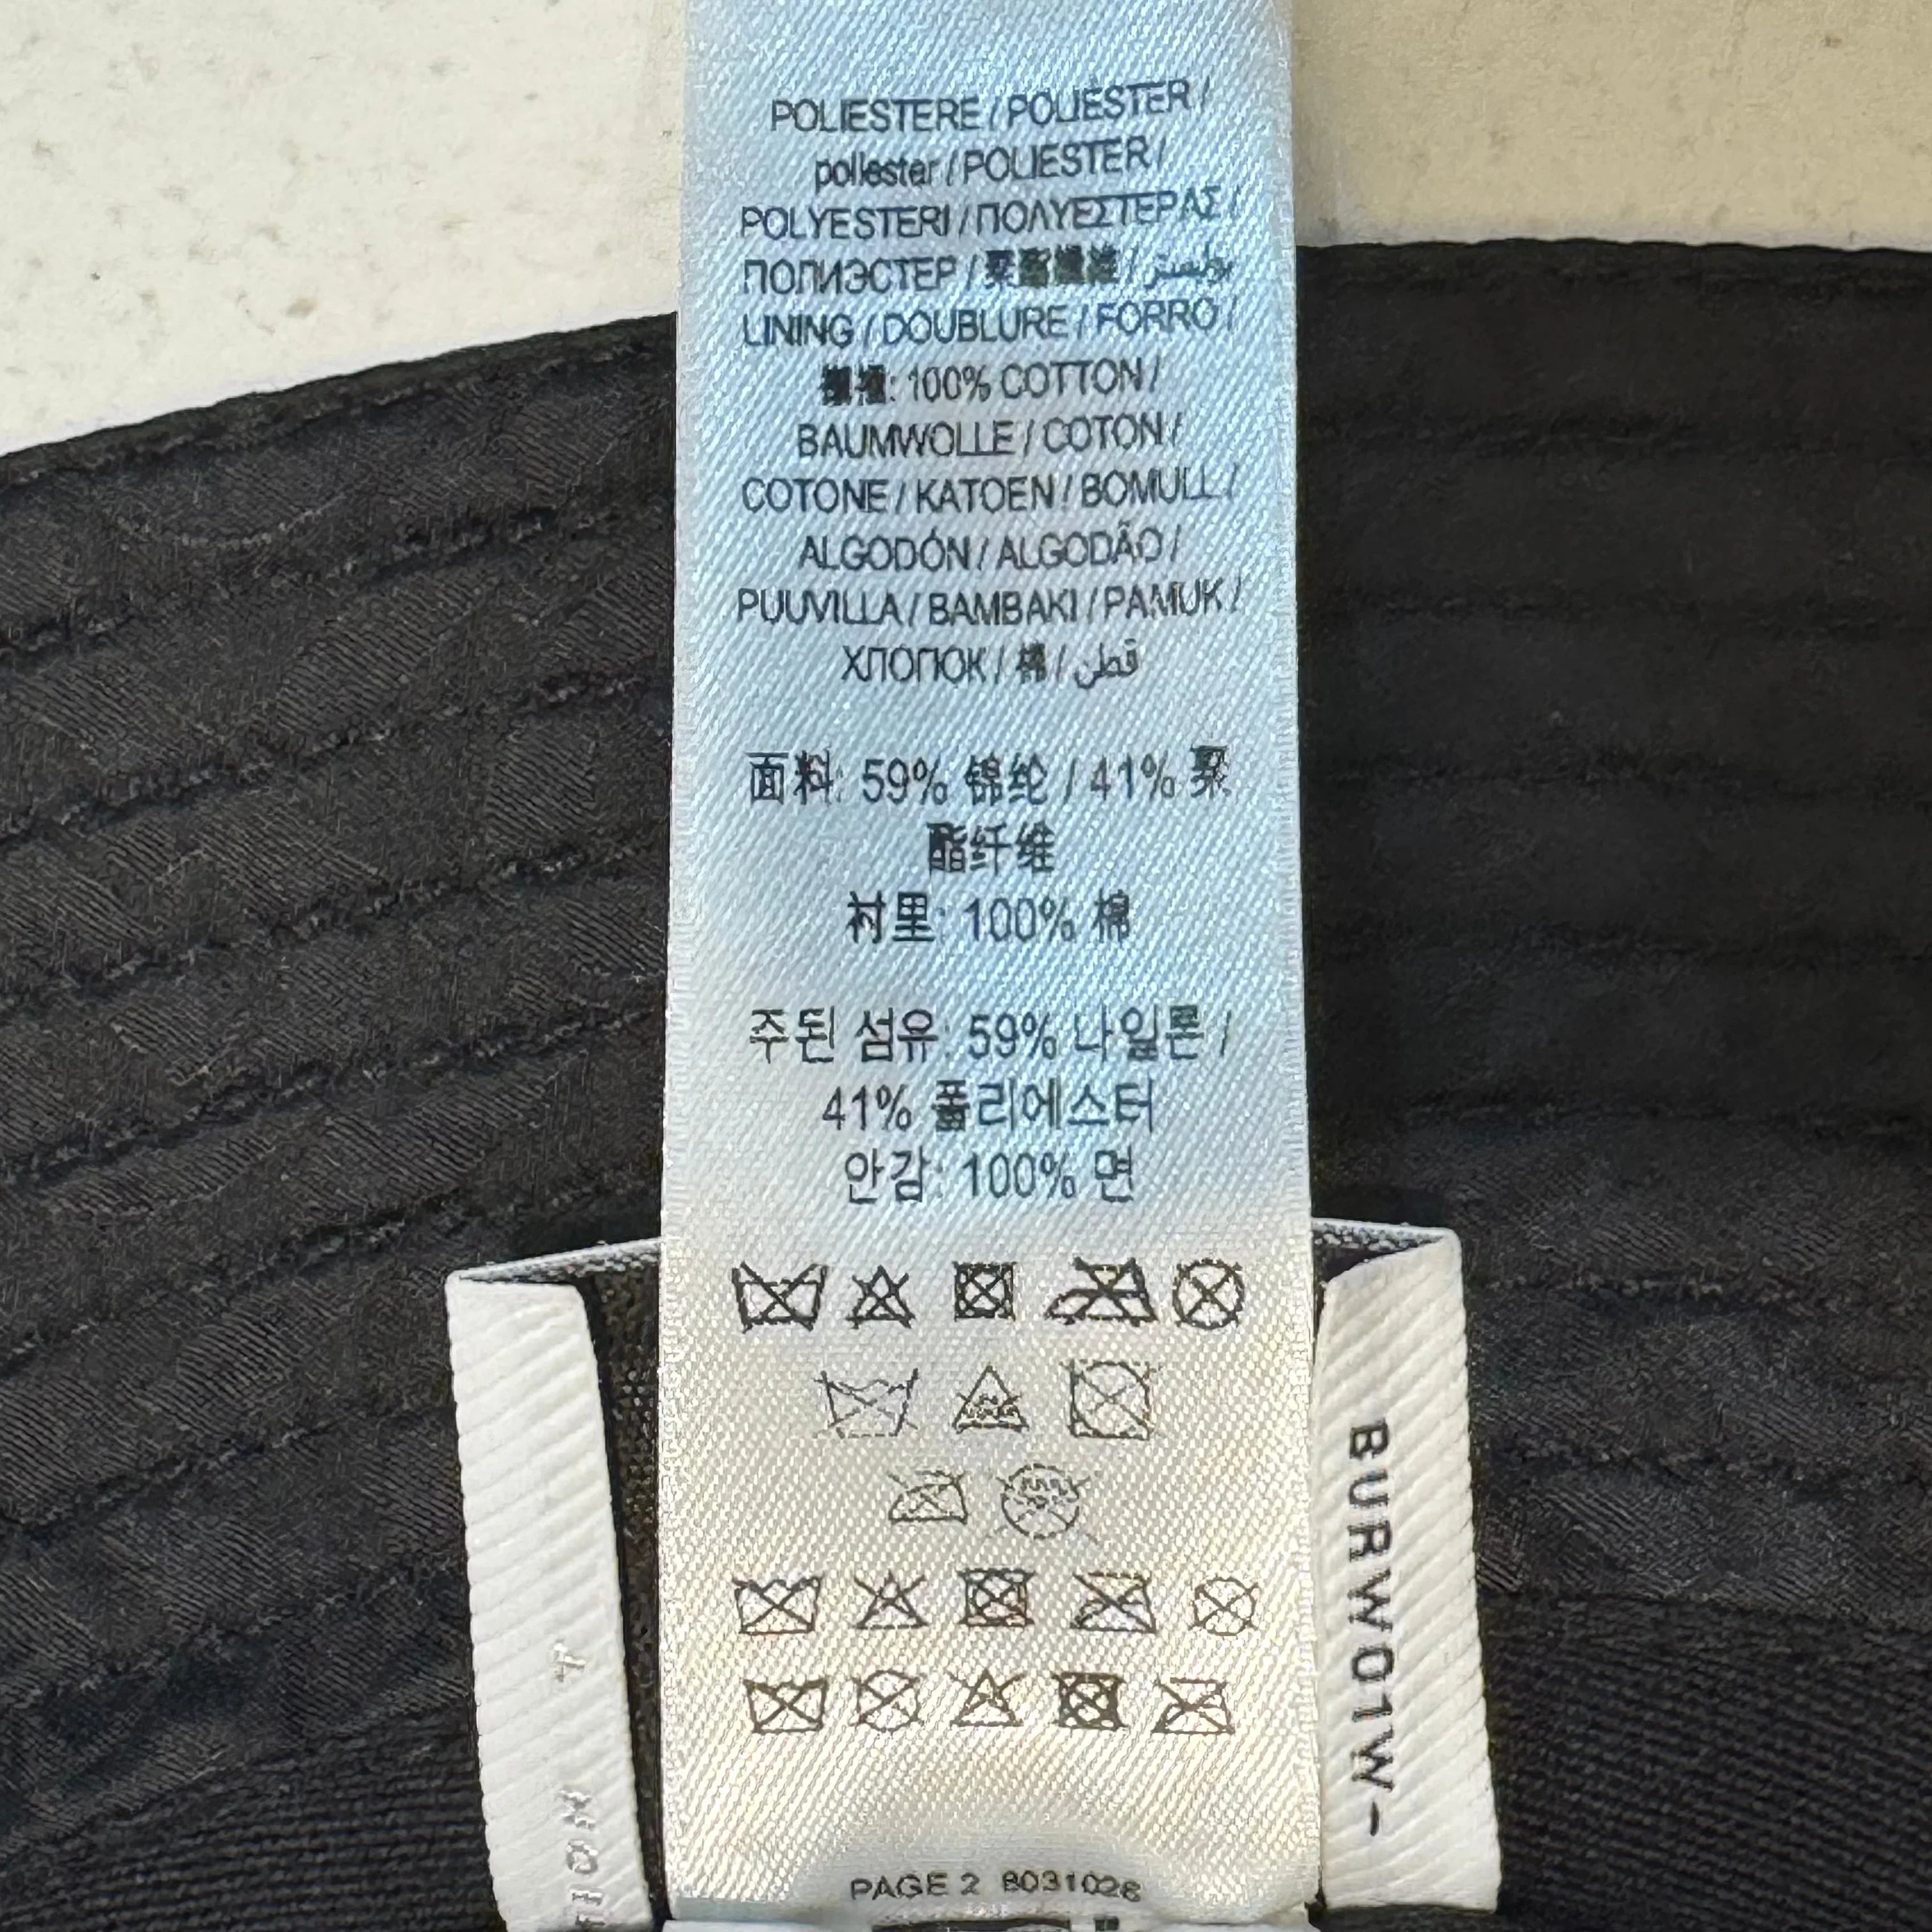 POLIESTERE / POLIÉSTER /
poliester / POLIESTER /
POLYESTERI / ΠΟΛΥΕΣΤΕΡΑΣ /
ПОЛИЭСТЕР / 聚酯纖維 / بوليستر
LINING / DOUBLURE / FORRO /
裡: 100% COTTON /
BAUMWOLLE / COTON /
COTONE / KATOEN / BOMULL /
ALGODÓN / ALGODÃO /
PUUVILLA / BAMBAKI / PAMUK /
ХЛОПОК / 棉 / قطن
面料: 59% 锦纶 / 41% 聚
酯纤维
衬里: 100% 棉
주된 섬유: 59% 나일론 /
41% 폴리에스터
안감: 100% 면
PAGE 2 8031026
BURWO1W-